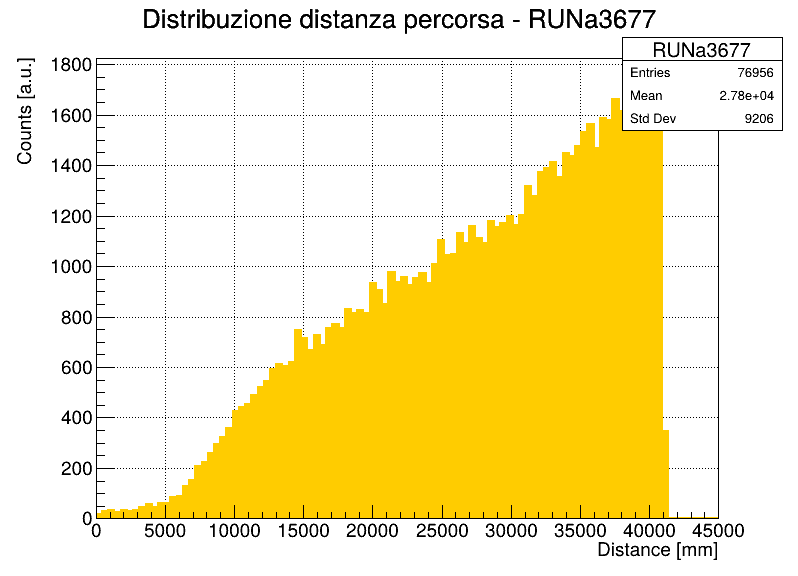 Distribuzione distanza percorsa - RUNa3677
RUNa3677
Entries 76956
Mean 2.78e+04
Std Dev 9206
Counts [a.u.]
1800
1600
1400
1200
1000
800
600
400
200
0
0 5000 10000 15000 20000 25000 30000 35000 40000 45000
Distance [mm]